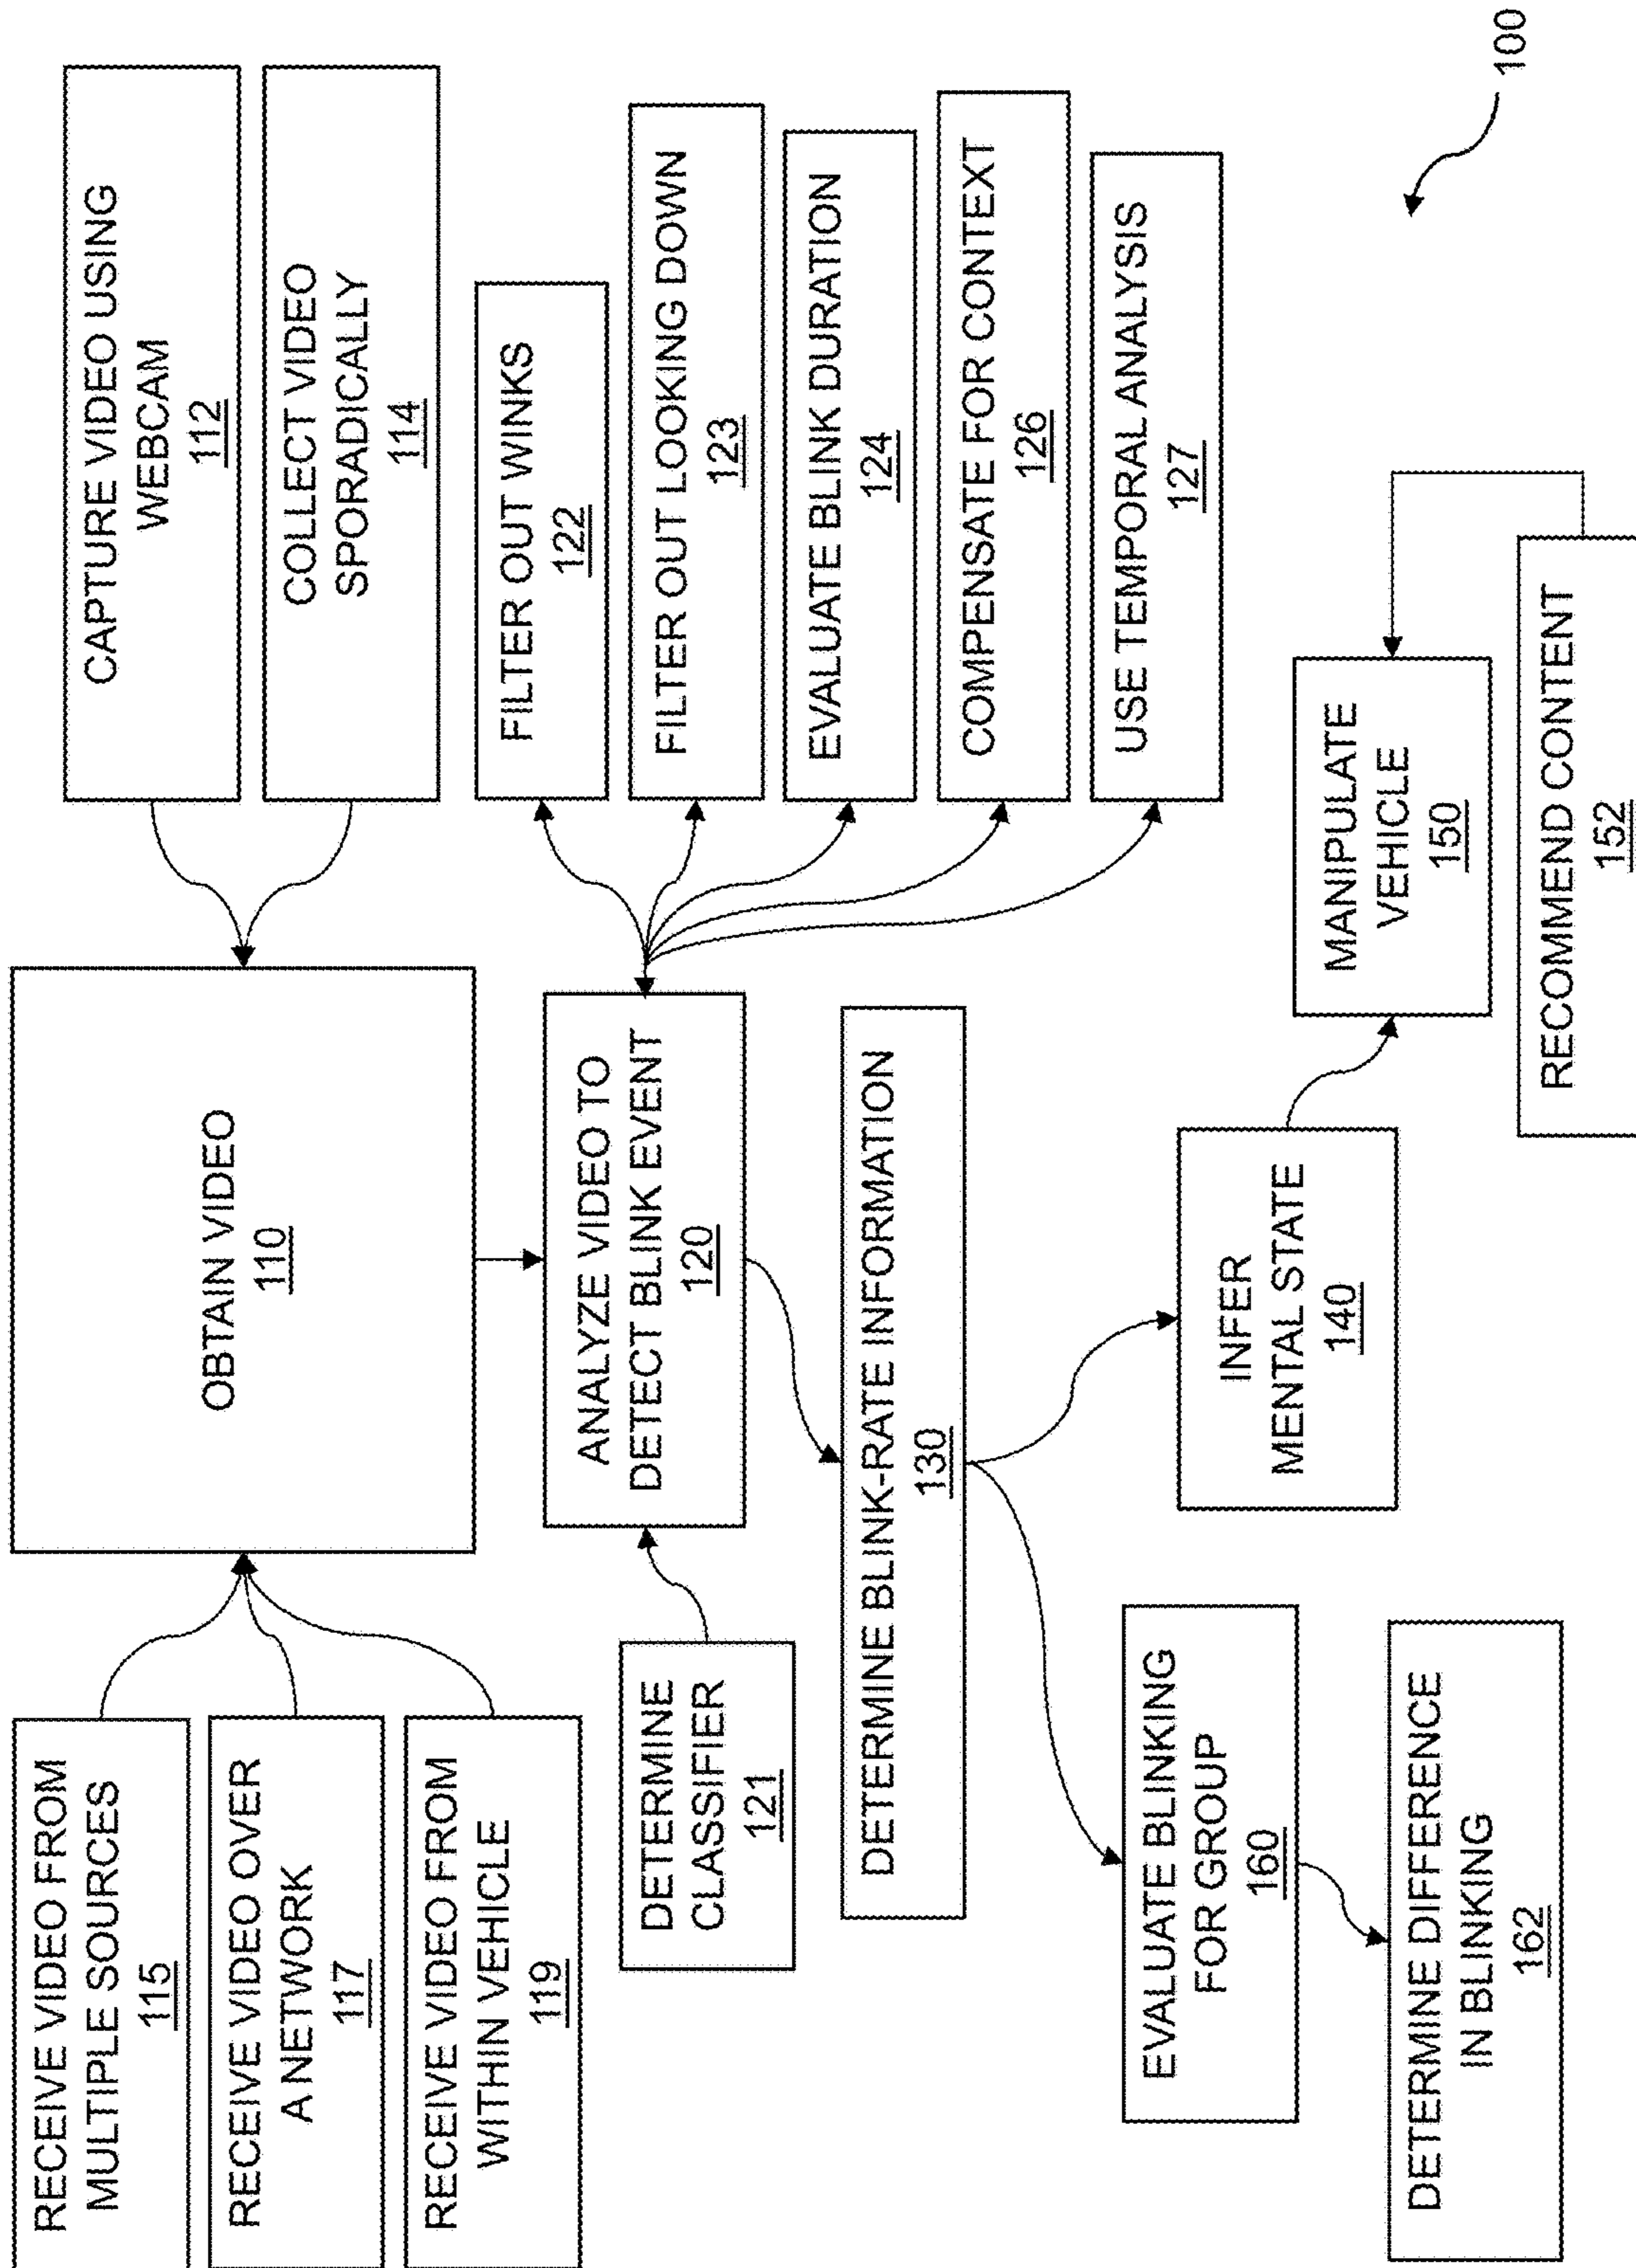 RECEIVE VIDEO FROM
MULTIPLE SOURCES
115
RECEIVE VIDEO OVER
A NETWORK
117
RECEIVE VIDEO FROM
WITHIN VEHICLE
119
OBTAIN VIDEO
110
CAPTURE VIDEO USING
WEBCAM
112
COLLECT VIDEO
SPORADICALLY
114
DETERMINE
CLASSIFIER
121
ANALYZE VIDEO TO
DETECT BLINK EVENT
120
FILTER OUT WINKS
122
FILTER OUT LOOKING DOWN
123
EVALUATE BLINK DURATION
124
COMPENSATE FOR CONTEXT
126
USE TEMPORAL ANALYSIS
127
DETERMINE BLINK-RATE INFORMATION
130
EVALUATE BLINKING
FOR GROUP
160
DETERMINE DIFFERENCE
IN BLINKING
162
INFER
MENTAL STATE
140
MANIPULATE
VEHICLE
150
RECOMMEND CONTENT
152
100